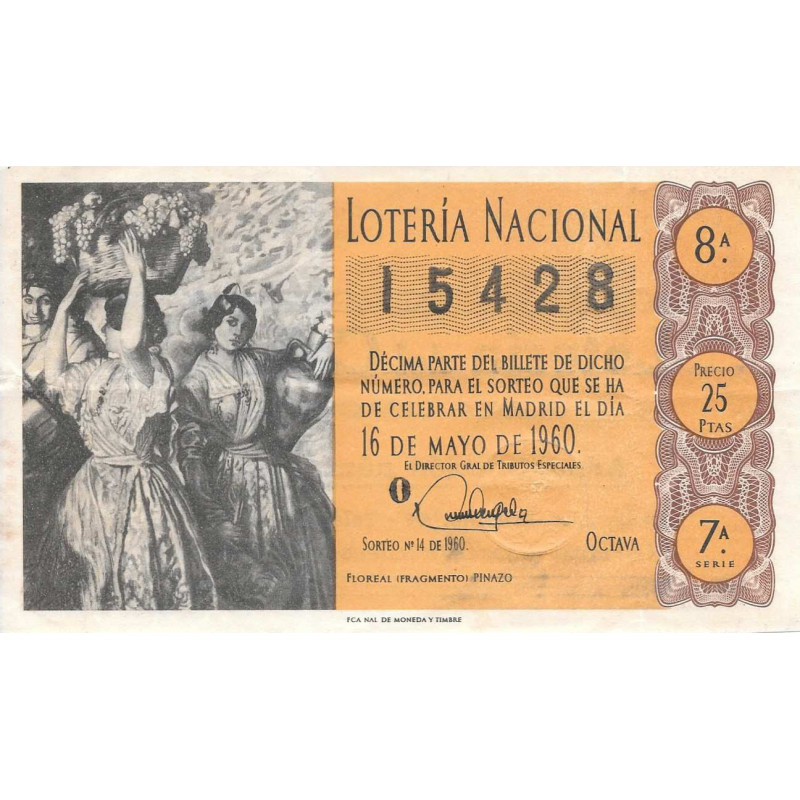 LOTERÍA NACIONAL
15428
DÉCIMA PARTE DEL BILLETE DE DICHO
NÚMERO, PARA EL SORTEO QUE SE HA
DE CELEBRAR EN MADRID EL DÍA
16 DE MAYO DE 1960.
EL DIRECTOR GRAL DE TRIBUTOS ESPECIALES
0
SORTEO Nº 14 DE 1960. OCTAVA
FLOREAL (FRAGMENTO) PINAZO
FCA NAL DE MONEDA Y TIMBRE
8.ª
PRECIO
25
PTAS
7.ª
SERIE